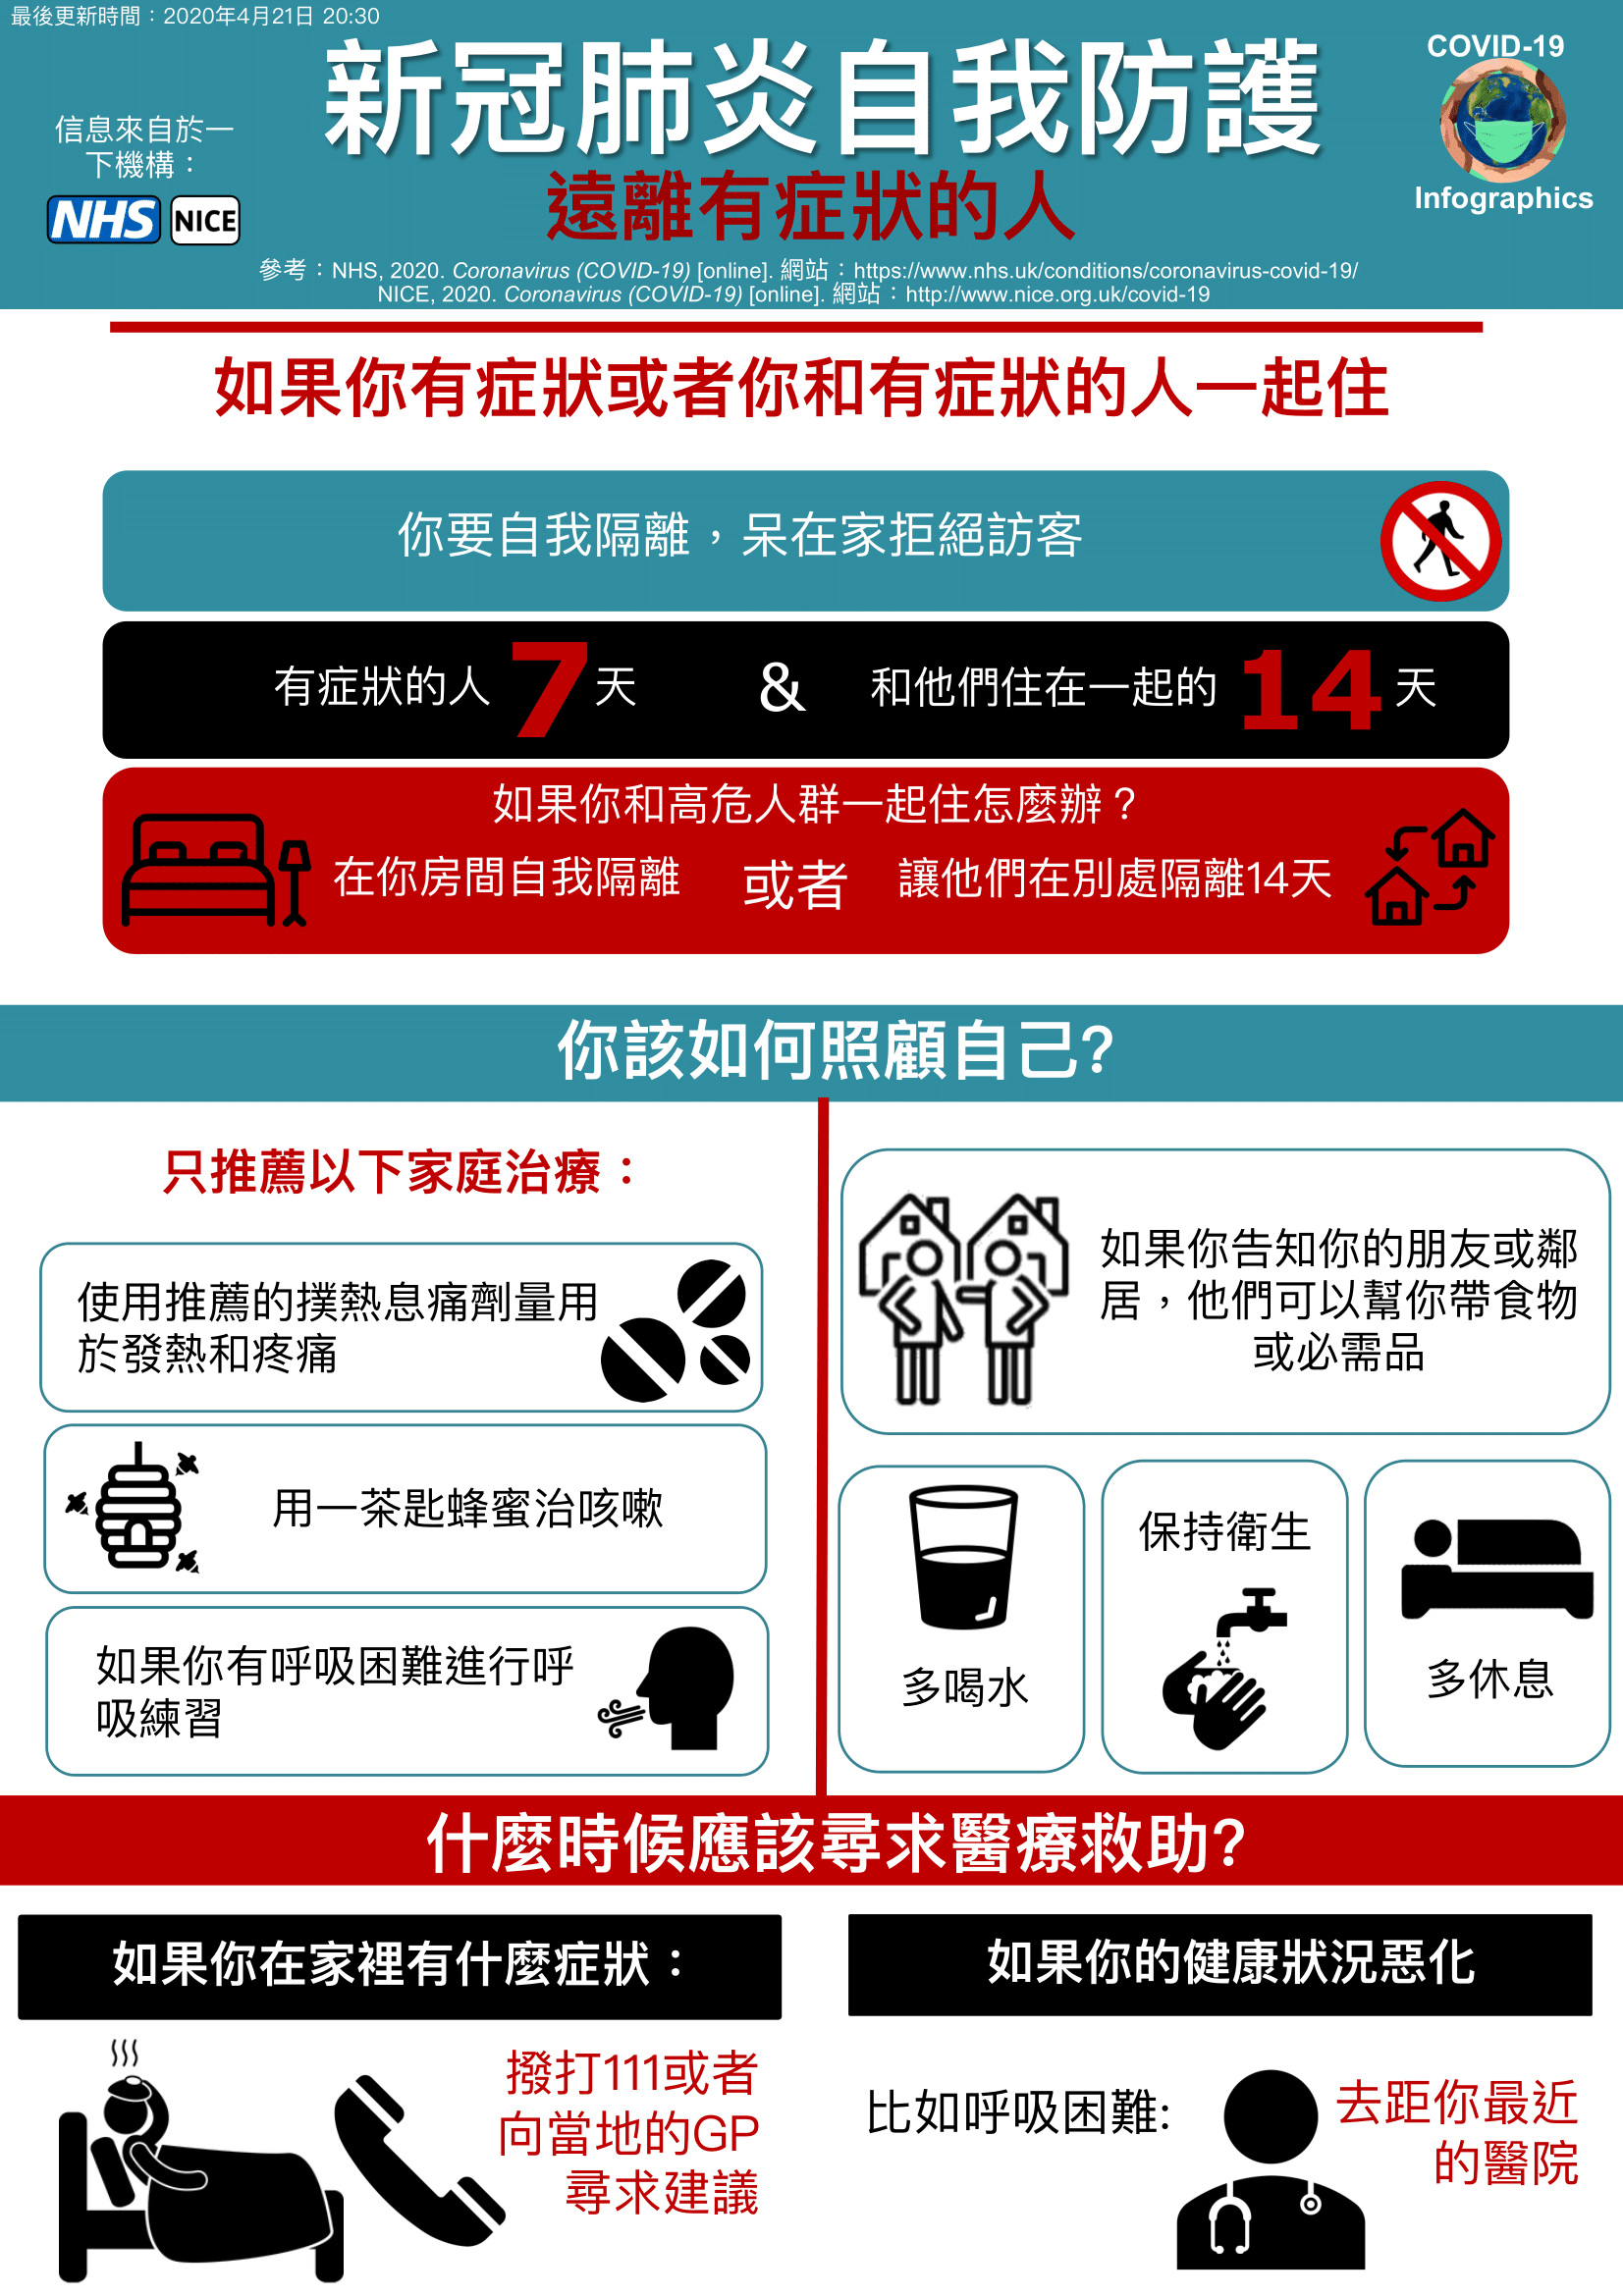 最後更新時間：2020年4月21日 20:30
新冠肺炎自我防護
遠離有症狀的人
信息來自於一
下機構：
NHS NICE
COVID-19
Infographics
參考：NHS, 2020. Coronavirus (COVID-19) [online]. 網站：https://www.nhs.uk/conditions/coronavirus-covid-19/
NICE, 2020. Coronavirus (COVID-19) [online]. 網站：http://www.nice.org.uk/covid-19
如果你有症狀或者你和有症狀的人一起住
你要自我隔離，呆在家拒絕訪客
有症狀的人 7 天 & 和他們住在一起的 14 天
如果你和高危人群一起住怎麼辦？
在你房間自我隔離 或者 讓他們在別處隔離14天
你該如何照顧自己?
只推薦以下家庭治療：
使用推薦的撲熱息痛劑量用
於發熱和疼痛
用一茶匙蜂蜜治咳嗽
如果你有呼吸困難進行呼
吸練習
如果你告知你的朋友或鄰
居，他們可以幫你帶食物
或必需品
多喝水
保持衛生
多休息
什麼時候應該尋求醫療救助?
如果你在家裡有什麼症狀：
撥打111或者
向當地的GP
尋求建議
如果你的健康狀況惡化
比如呼吸困難:
去距你最近
的醫院